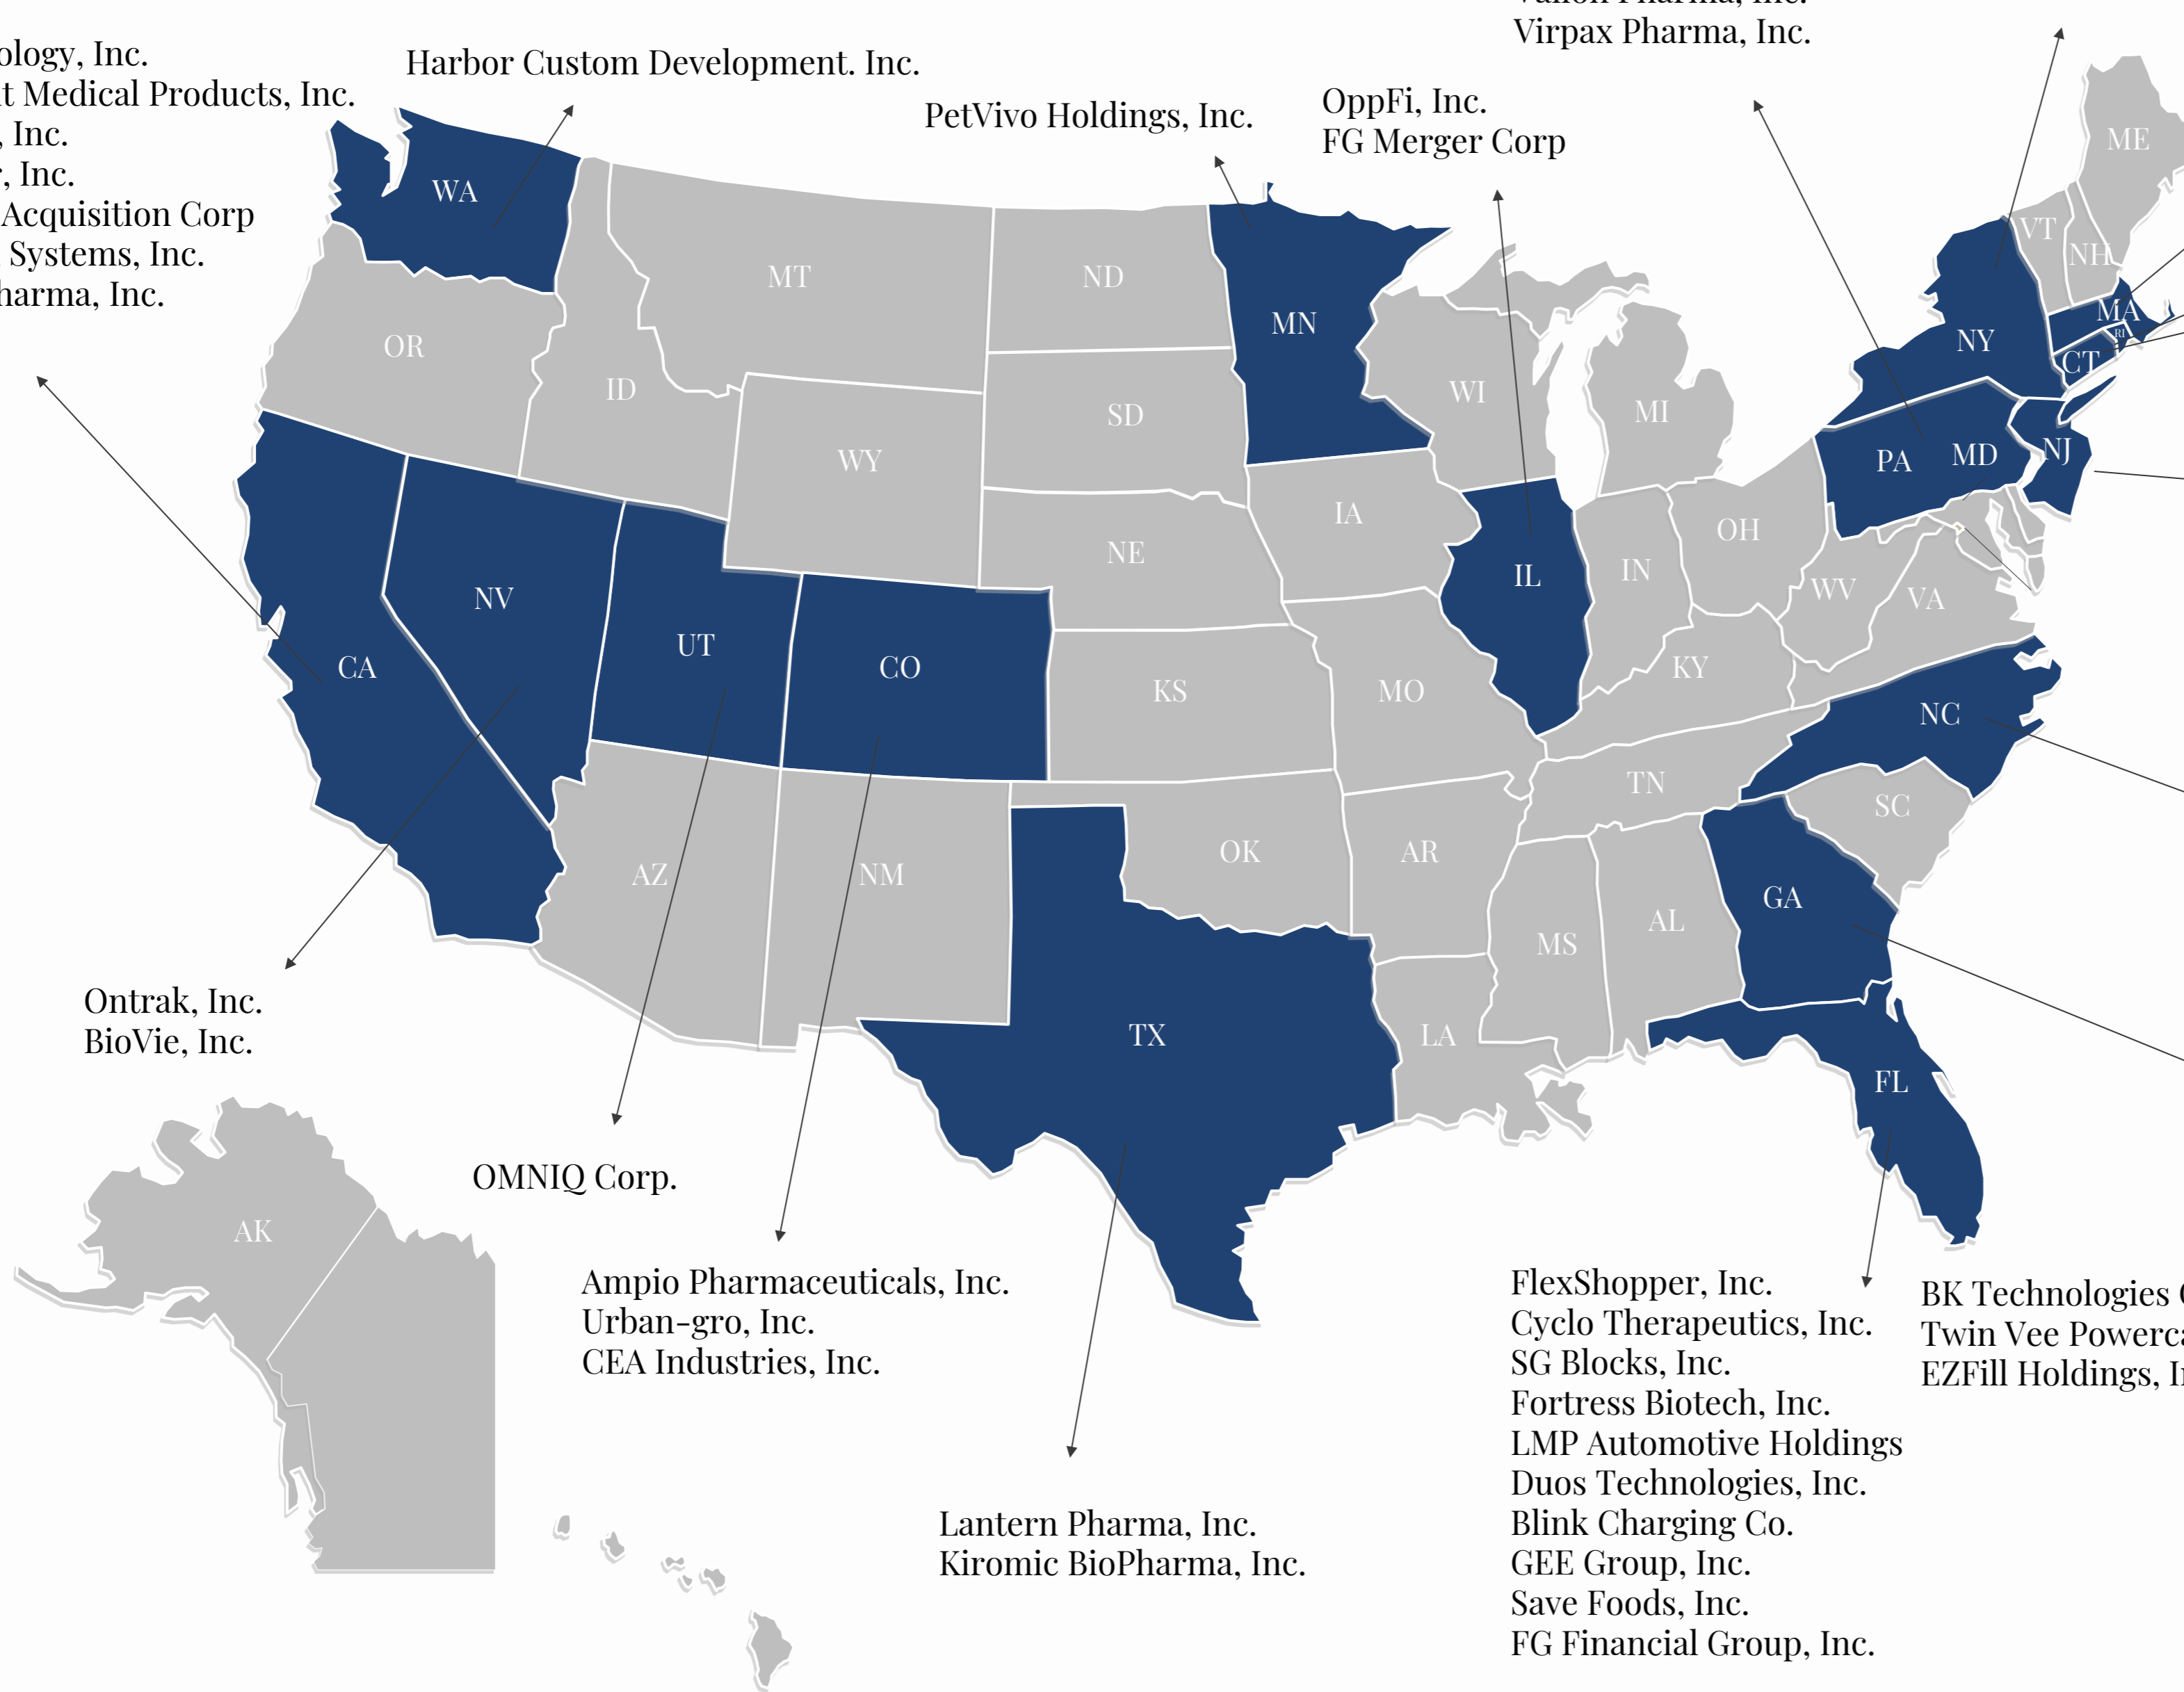 Virpax Pharma, Inc.
ology, Inc.
t Medical Products, Inc.
, Inc.
, Inc.
Acquisition Corp
Systems, Inc.
harma, Inc.
Harbor Custom Development. Inc.
PetVivo Holdings, Inc.
OppFi, Inc.
FG Merger Corp
WA
OR
ID
MT
ND
MN
SD
WY
WI
MI
NE
IA
CA
NV
UT
CO
KS
MO
IL
IN
OH
KY
WV
VA
PA
MD
NJ
NY
CT
RI
MA
VT
NH
ME
NC
TN
SC
AZ
NM
OK
AR
TX
LA
MS
AL
GA
FL
AK
Ontrak, Inc.
BioVie, Inc.
OMNIQ Corp.
Ampio Pharmaceuticals, Inc.
Urban-gro, Inc.
CEA Industries, Inc.
Lantern Pharma, Inc.
Kiromic BioPharma, Inc.
FlexShopper, Inc.
Cyclo Therapeutics, Inc.
SG Blocks, Inc.
Fortress Biotech, Inc.
LMP Automotive Holdings
Duos Technologies, Inc.
Blink Charging Co.
GEE Group, Inc.
Save Foods, Inc.
FG Financial Group, Inc.
BK Technologies
Twin Vee Powerc
EZFill Holdings, I